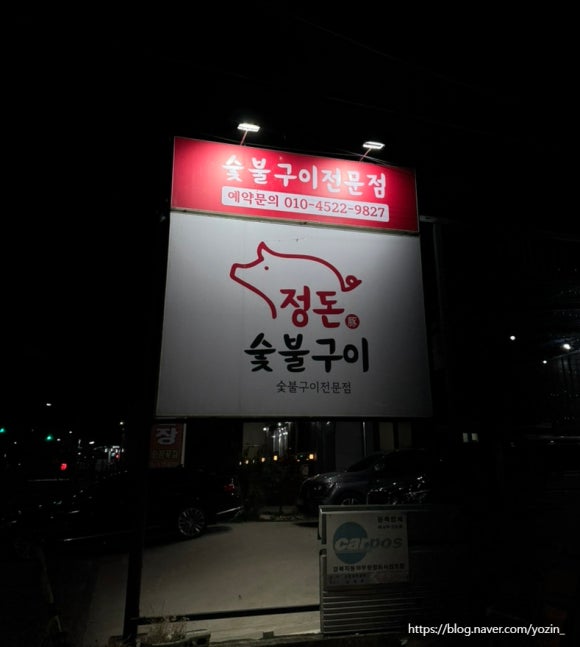 숯불구이전문점
예약문의 010-4522-9827
정돈
숯불구이
숯불구이전문점
장
carpos
https://blog.naver.com/yozin_